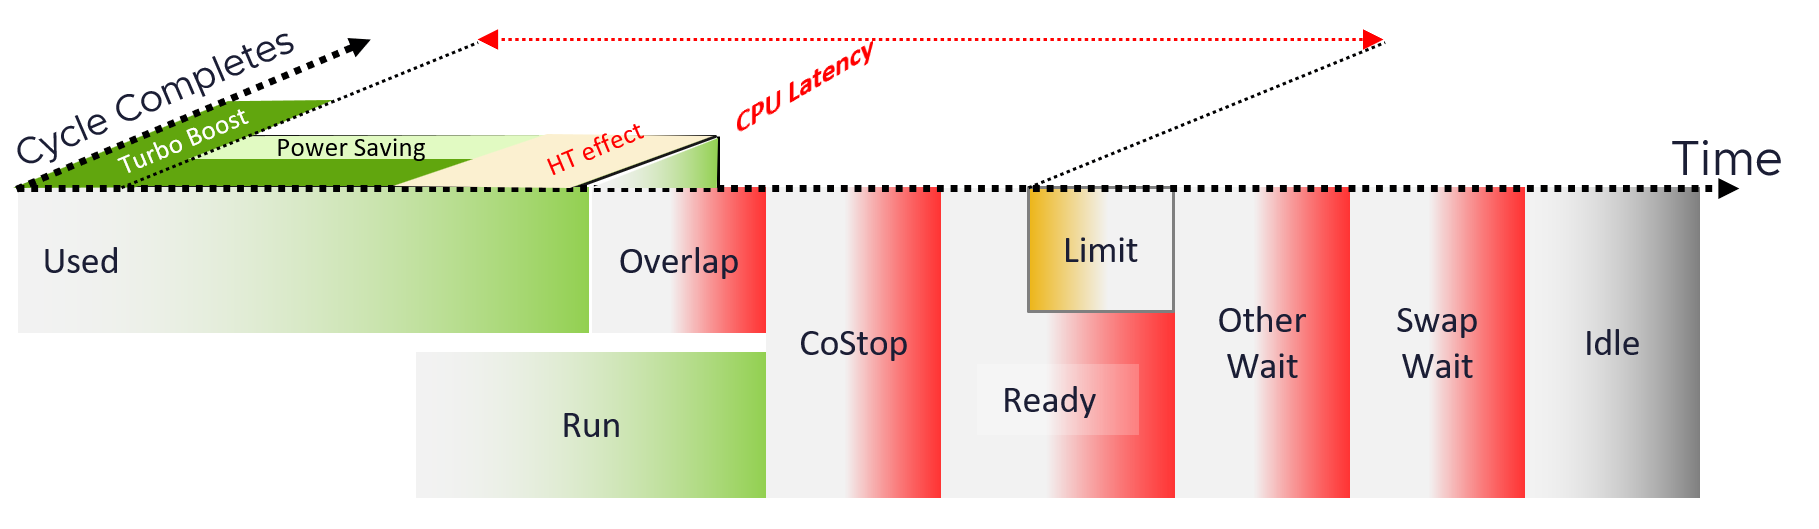 Cycle Completes
Turbo Boost
Power Saving
HT effect
CPU Latency
Time
Used
Overlap
CoStop
Limit
Ready
Other
Wait
Swap
Wait
Idle
Run